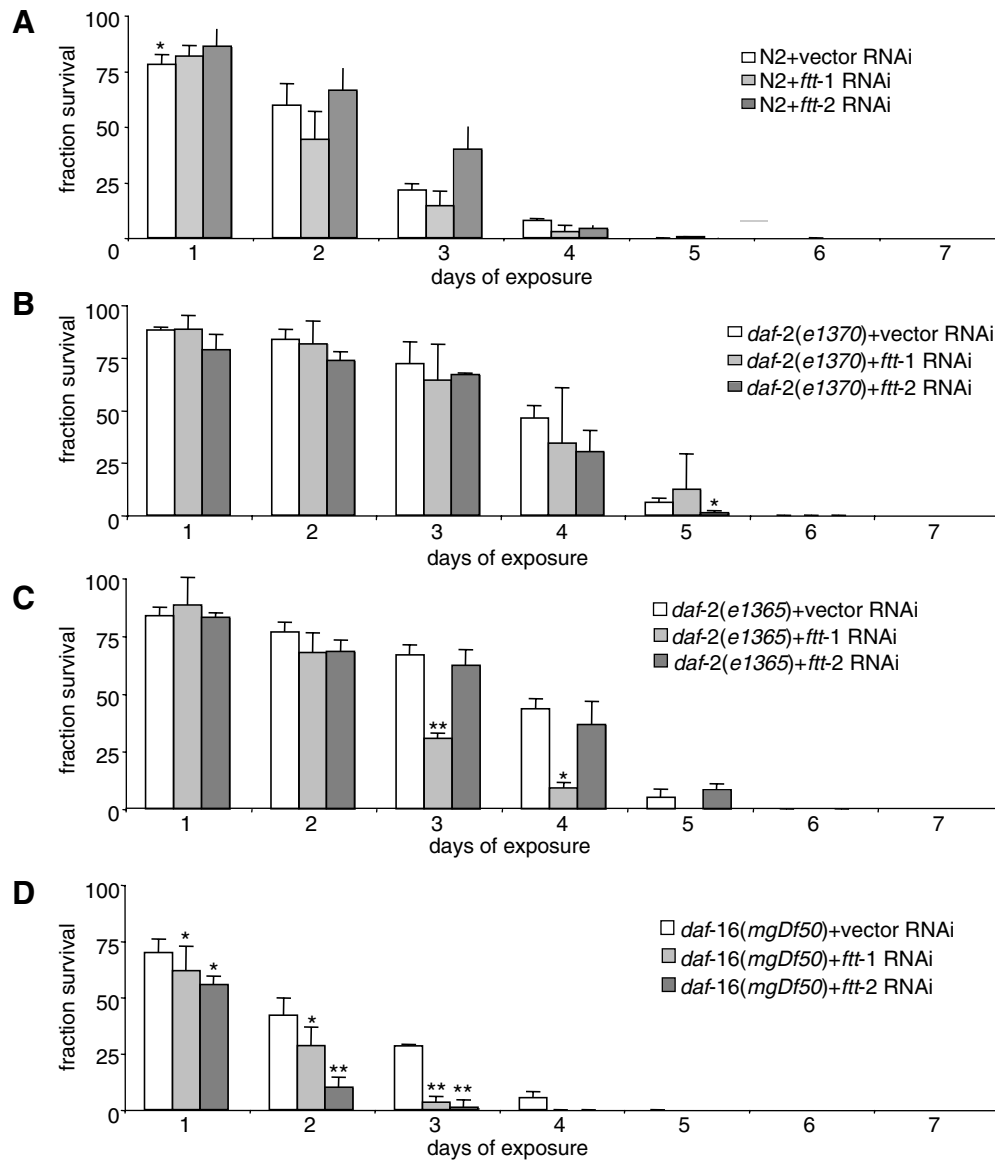 A
fraction survival
100
75
50
25
0
*
N2+vector RNAi
N2+ftt-1 RNAi
N2+ftt-2 RNAi
1 2 3 4 5 6 7
days of exposure
B
fraction survival
100
75
50
25
0
*
daf-2(e1370)+vector RNAi
daf-2(e1370)+ftt-1 RNAi
daf-2(e1370)+ftt-2 RNAi
1 2 3 4 5 6 7
days of exposure
C
fraction survival
100
75
50
25
0
**
*
daf-2(e1365)+vector RNAi
daf-2(e1365)+ftt-1 RNAi
daf-2(e1365)+ftt-2 RNAi
1 2 3 4 5 6 7
days of exposure
D
fraction survival
100
75
50
25
0
* *
* **
** **
daf-16(mgDf50)+vector RNAi
daf-16(mgDf50)+ftt-1 RNAi
daf-16(mgDf50)+ftt-2 RNAi
1 2 3 4 5 6 7
days of exposure